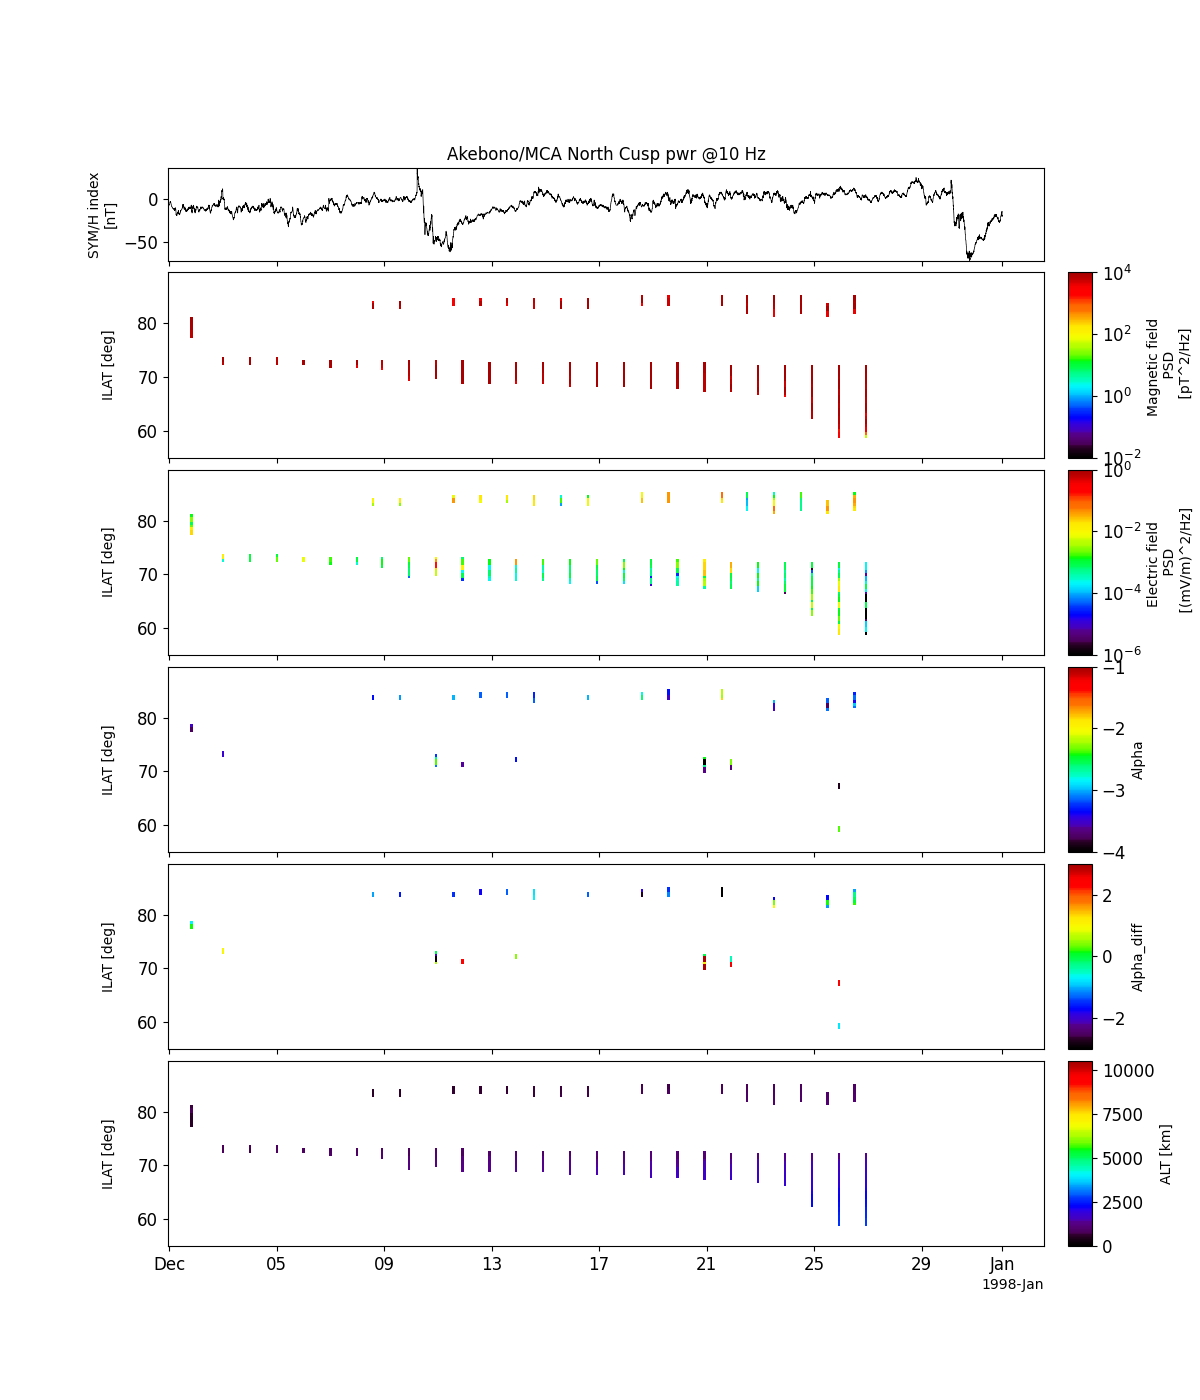 Akebono/MCA North Cusp pwr @10 Hz
SYM/H index
[nT]
0
−50
ILAT [deg]
80
70
60
10^4
10^2
10^0
10^−2
Magnetic field
PSD
[pT^2/Hz]
ILAT [deg]
80
70
60
10^0
10^−2
10^−4
10^−6
Electric field
PSD
[(mV/m)^2/Hz]
ILAT [deg]
80
70
60
−1
−2
−3
−4
Alpha
ILAT [deg]
80
70
60
2
0
−2
Alpha_diff
ILAT [deg]
80
70
60
10000
7500
5000
2500
0
ALT [km]
Dec 05 09 13 17 21 25 29 Jan
1998-Jan